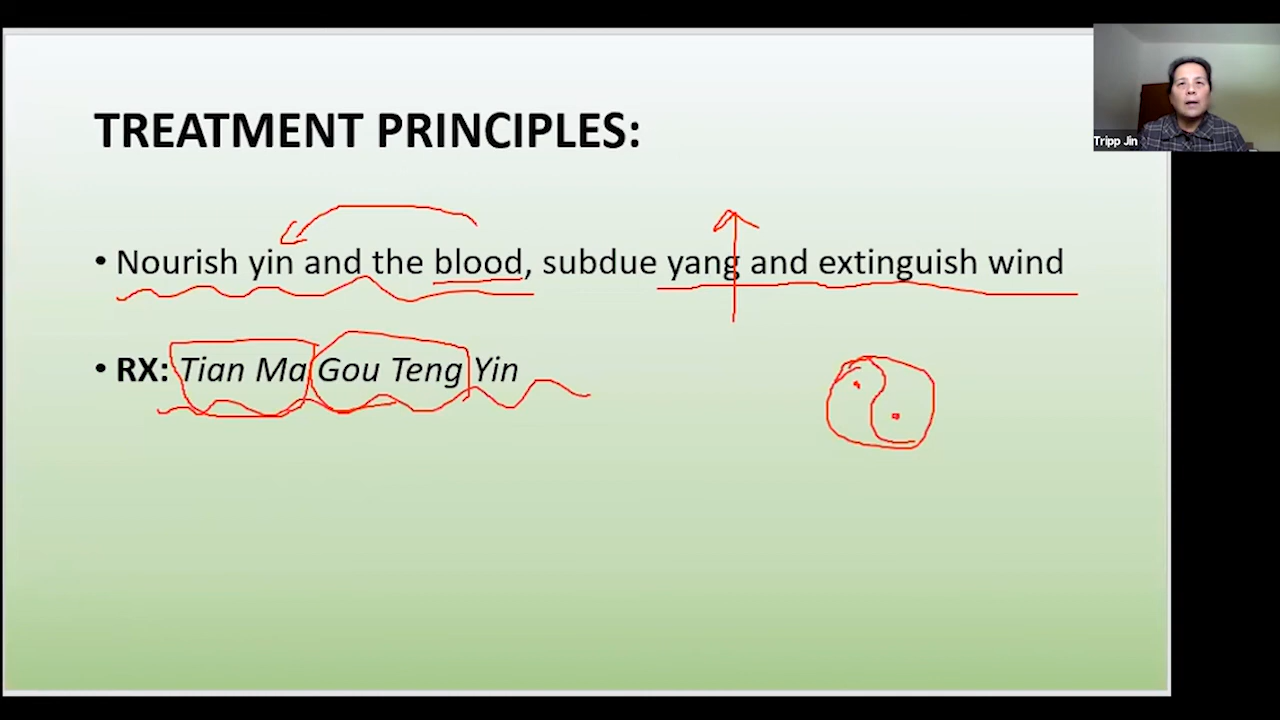 TREATMENT PRINCIPLES:
• Nourish yin and the blood, subdue yang and extinguish wind
• RX: Tian Ma Gou Teng Yin
Tripp Jin